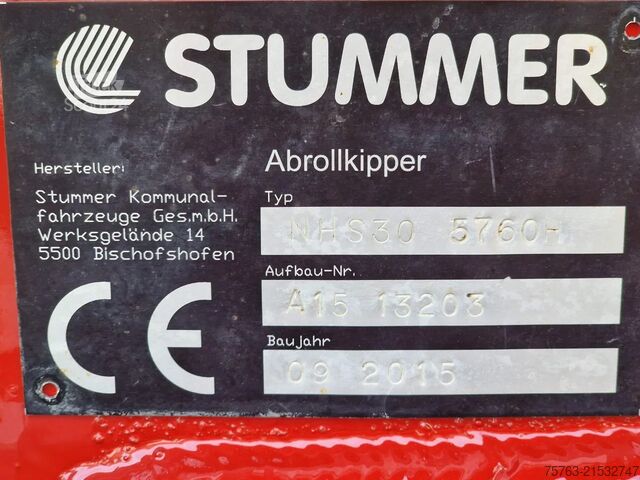 STUMMER
Hersteller:
Stummer Kommunal-
fahrzeuge Ges.m.b.H.
Werksgelände 14
5500 Bischofshofen
CE
Abrollkipper
Typ
NHS30 5760H
Aufbau-Nr.
A15 13203
Baujahr
09 2015
75763-21532747